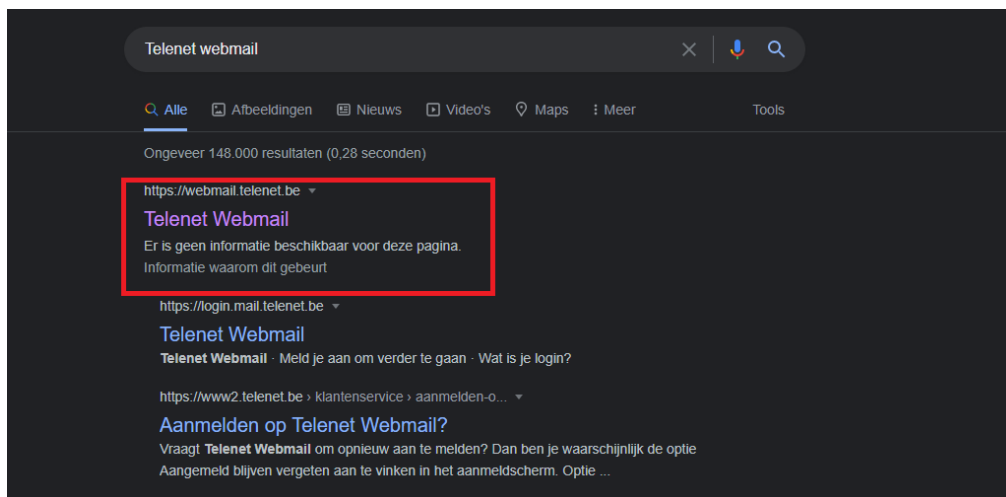 Telenet webmail
Alle Afbeeldingen Nieuws Video's Maps Meer Tools
Ongeveer 148.000 resultaten (0,28 seconden)
https://webmail.telenet.be
Telenet Webmail
Er is geen informatie beschikbaar voor deze pagina.
Informatie waarom dit gebeurt
https://login.mail.telenet.be
Telenet Webmail
Telenet Webmail · Meld je aan om verder te gaan · Wat is je login?
https://www2.telenet.be › klantenservice › aanmelden-o...
Aanmelden op Telenet Webmail?
Vraagt Telenet Webmail om opnieuw aan te melden? Dan ben je waarschijnlijk de optie
Aangemeld blijven vergeten aan te vinken in het aanmeldscherm. Optie ...